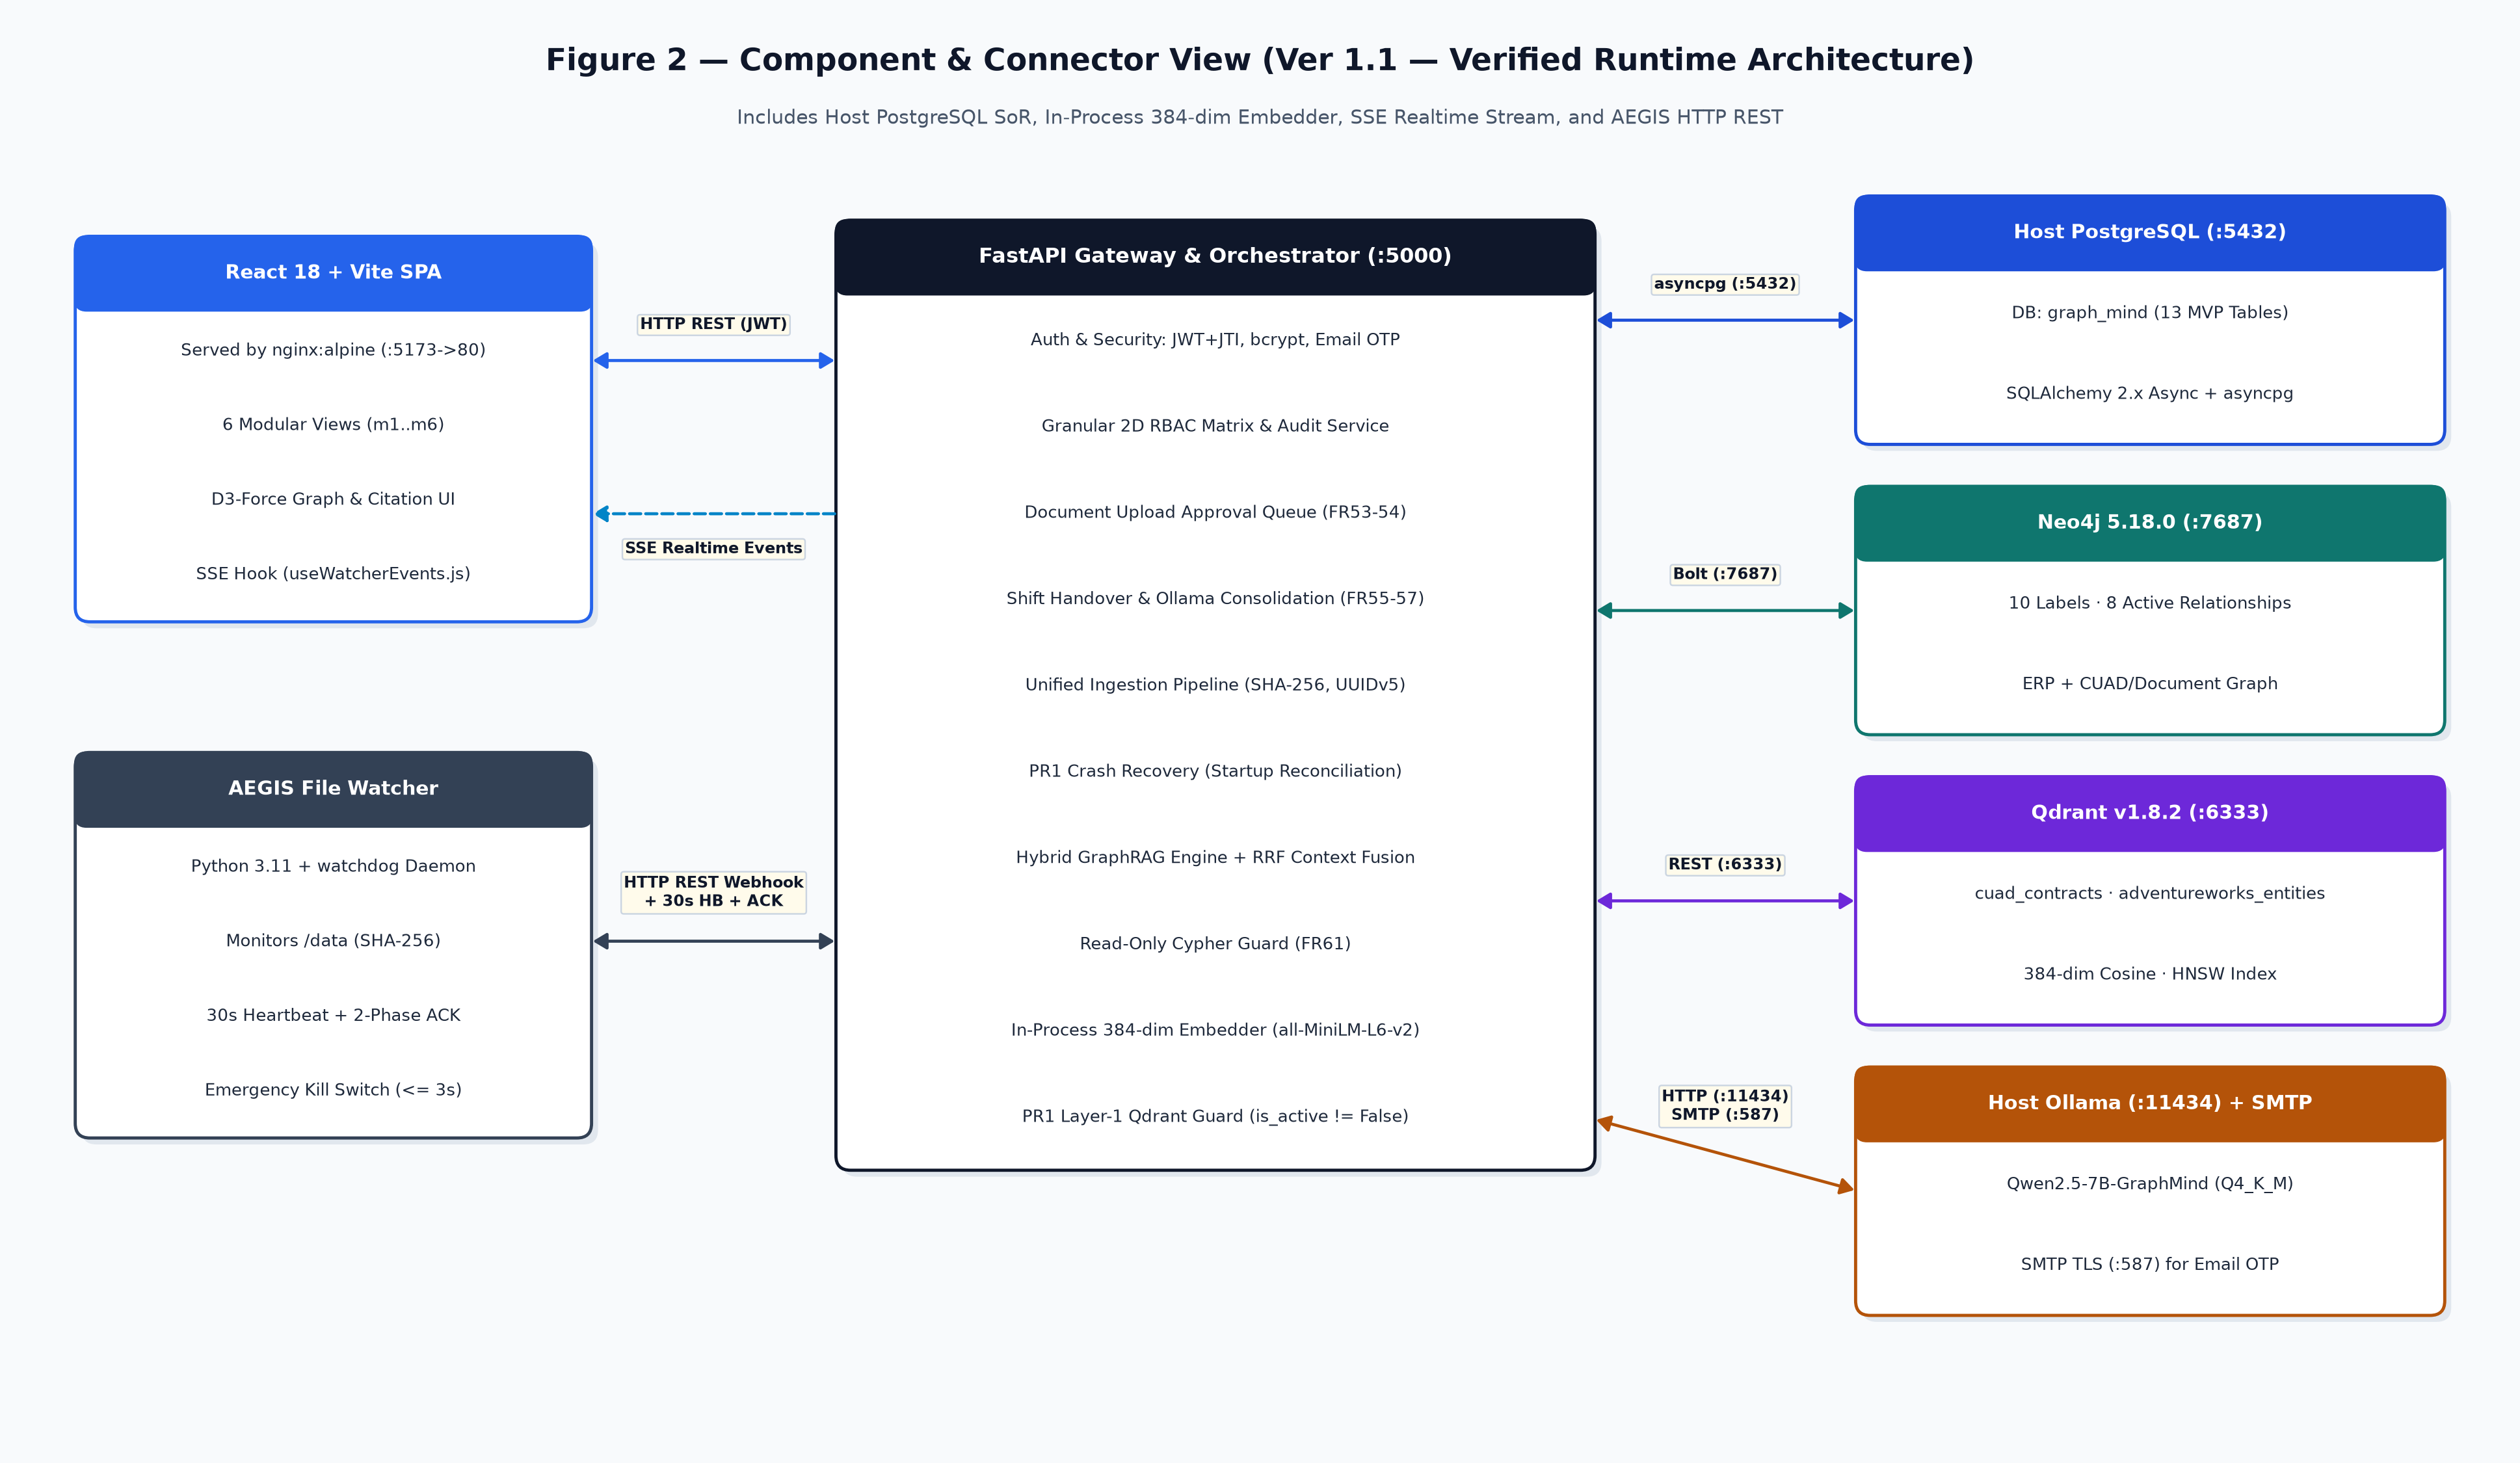 Figure 2 — Component & Connector View (Ver 1.1 — Verified Runtime Architecture)
Includes Host PostgreSQL SoR, In-Process 384-dim Embedder, SSE Realtime Stream, and AEGIS HTTP REST
React 18 + Vite SPA
Served by nginx:alpine (:5173->80)
6 Modular Views (m1..m6)
D3-Force Graph & Citation UI
SSE Hook (useWatcherEvents.js)
AEGIS File Watcher
Python 3.11 + watchdog Daemon
Monitors /data (SHA-256)
30s Heartbeat + 2-Phase ACK
Emergency Kill Switch (<= 3s)
HTTP REST (JWT)
SSE Realtime Events
HTTP REST Webhook
+ 30s HB + ACK
FastAPI Gateway & Orchestrator (:5000)
Auth & Security: JWT+JTI, bcrypt, Email OTP
Granular 2D RBAC Matrix & Audit Service
Document Upload Approval Queue (FR53-54)
Shift Handover & Ollama Consolidation (FR55-57)
Unified Ingestion Pipeline (SHA-256, UUIDv5)
PR1 Crash Recovery (Startup Reconciliation)
Hybrid GraphRAG Engine + RRF Context Fusion
Read-Only Cypher Guard (FR61)
In-Process 384-dim Embedder (all-MiniLM-L6-v2)
PR1 Layer-1 Qdrant Guard (is_active != False)
asyncpg (:5432)
Bolt (:7687)
REST (:6333)
HTTP (:11434)
SMTP (:587)
Host PostgreSQL (:5432)
DB: graph_mind (13 MVP Tables)
SQLAlchemy 2.x Async + asyncpg
Neo4j 5.18.0 (:7687)
10 Labels · 8 Active Relationships
ERP + CUAD/Document Graph
Qdrant v1.8.2 (:6333)
cuad_contracts · adventureworks_entities
384-dim Cosine · HNSW Index
Host Ollama (:11434) + SMTP
Qwen2.5-7B-GraphMind (Q4_K_M)
SMTP TLS (:587) for Email OTP